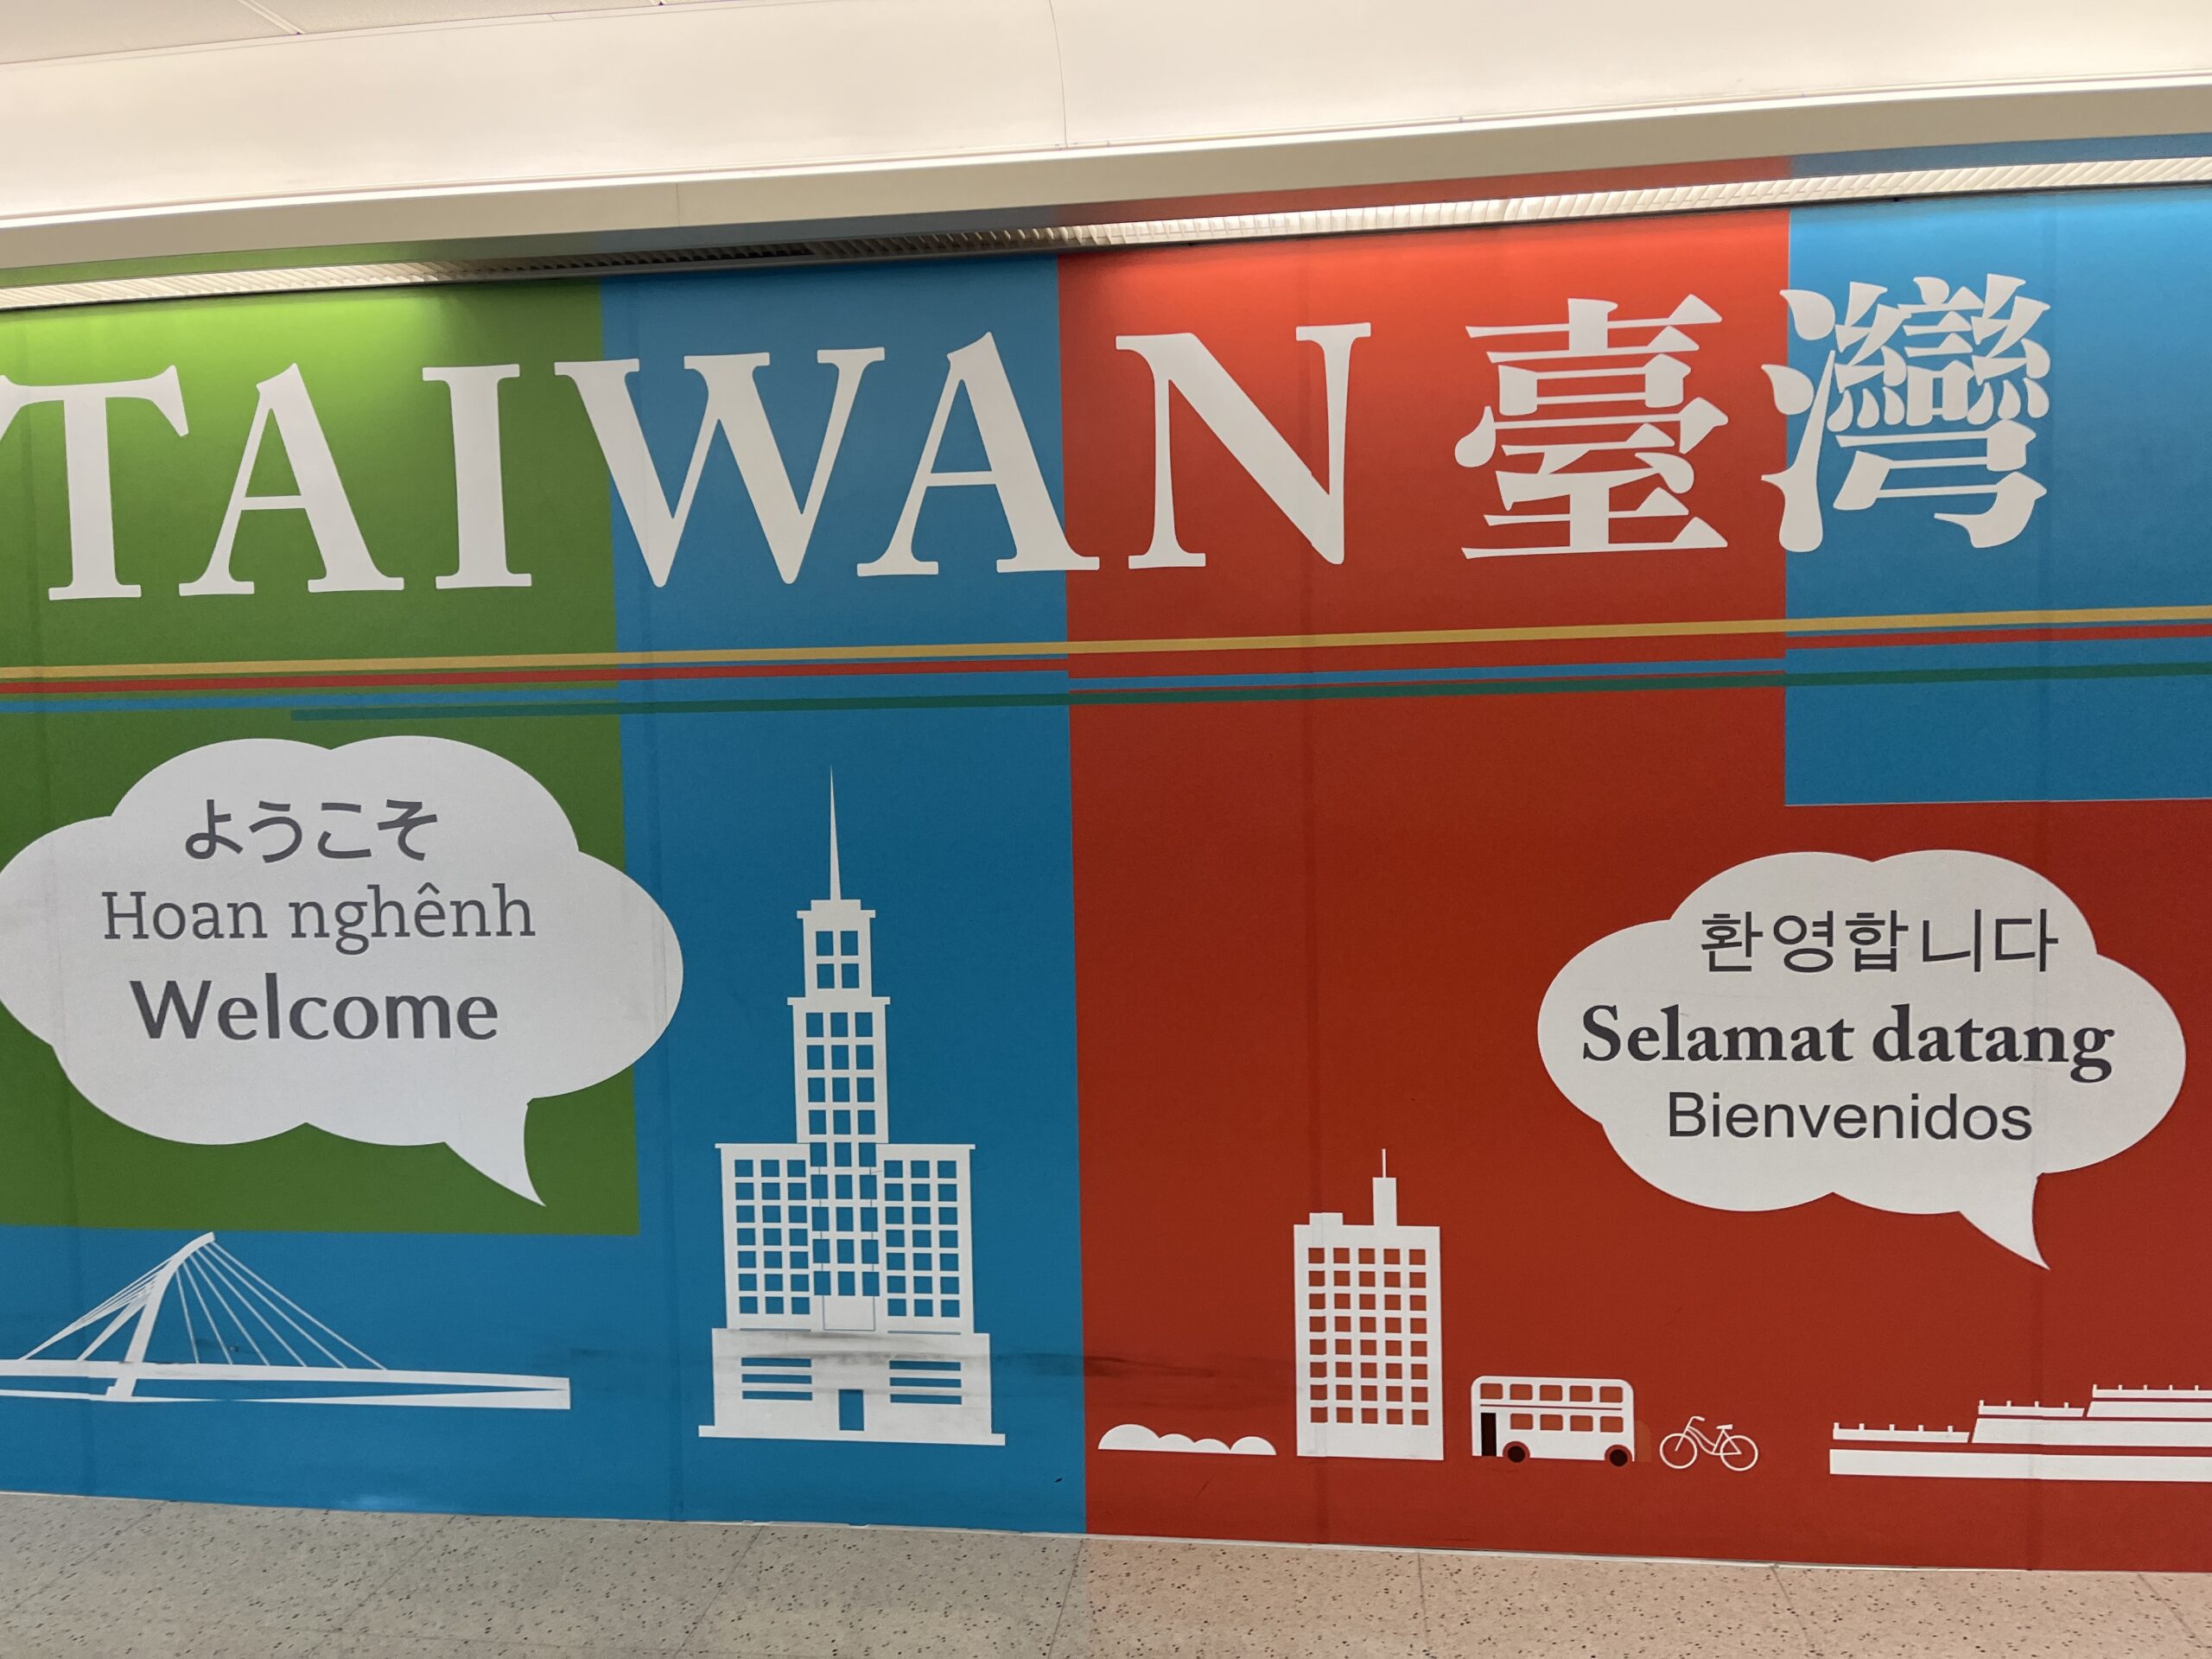 TAIWAN 臺灣
ようこそ
Hoan nghênh
Welcome
환영합니다
Selamat datang
Bienvenidos